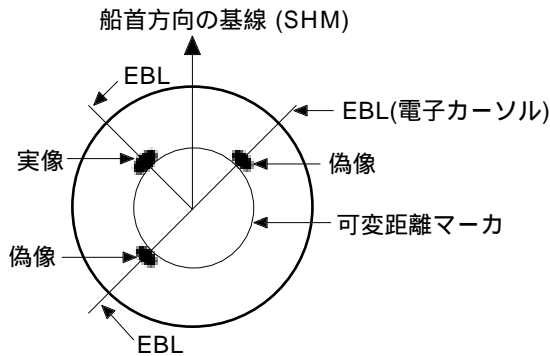 船首方向の基線 (SHM)
EBL
EBL(電子カーソル)
実像
偽像
可変距離マーカ
偽像
EBL